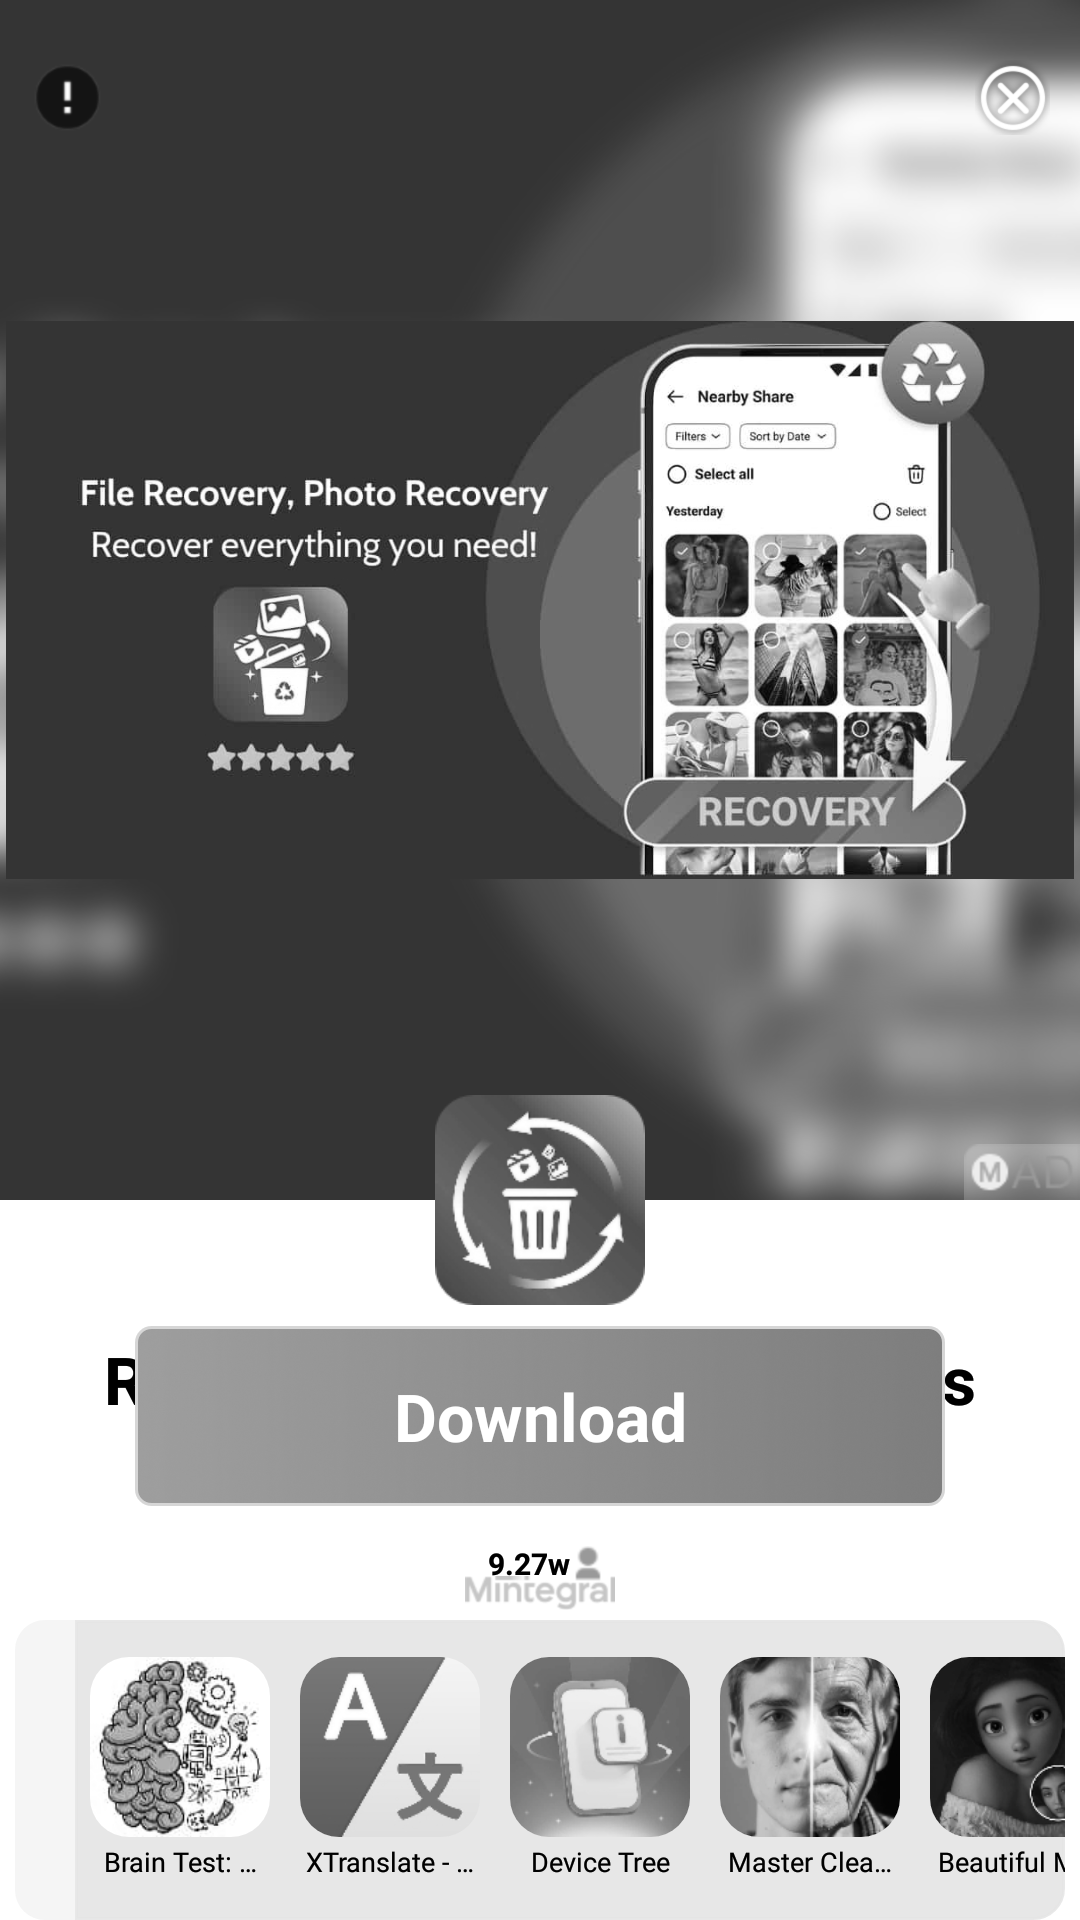 !
Nearby Share
Filters
Sort by Date
Select all
Yesterday
Select
File Recovery, Photo Recovery
Recover everything you need!
RECOVERY
M AD
Download
9.27w
Mintegral
A
文
Brain Test: ...
XTranslate - ...
Device Tree
Master Clea...
Beautiful M